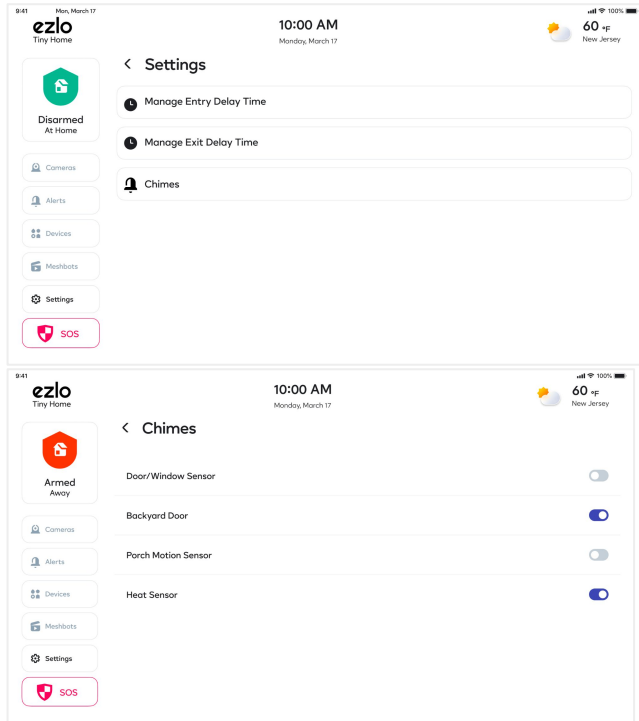 9:41 Mon, March 17 100%
ezlo
Tiny Home
10:00 AM
Monday, March 17
60 °F
New Jersey
Settings
Disarmed
At Home
Manage Entry Delay Time
Manage Exit Delay Time
Chimes
Cameras
Alerts
Devices
Meshbots
Settings
SOS
9:41 100%
ezlo
Tiny Home
10:00 AM
Monday, March 17
60 °F
New Jersey
Chimes
Armed
Away
Door/Window Sensor
Backyard Door
Porch Motion Sensor
Heat Sensor
Cameras
Alerts
Devices
Meshbots
Settings
SOS